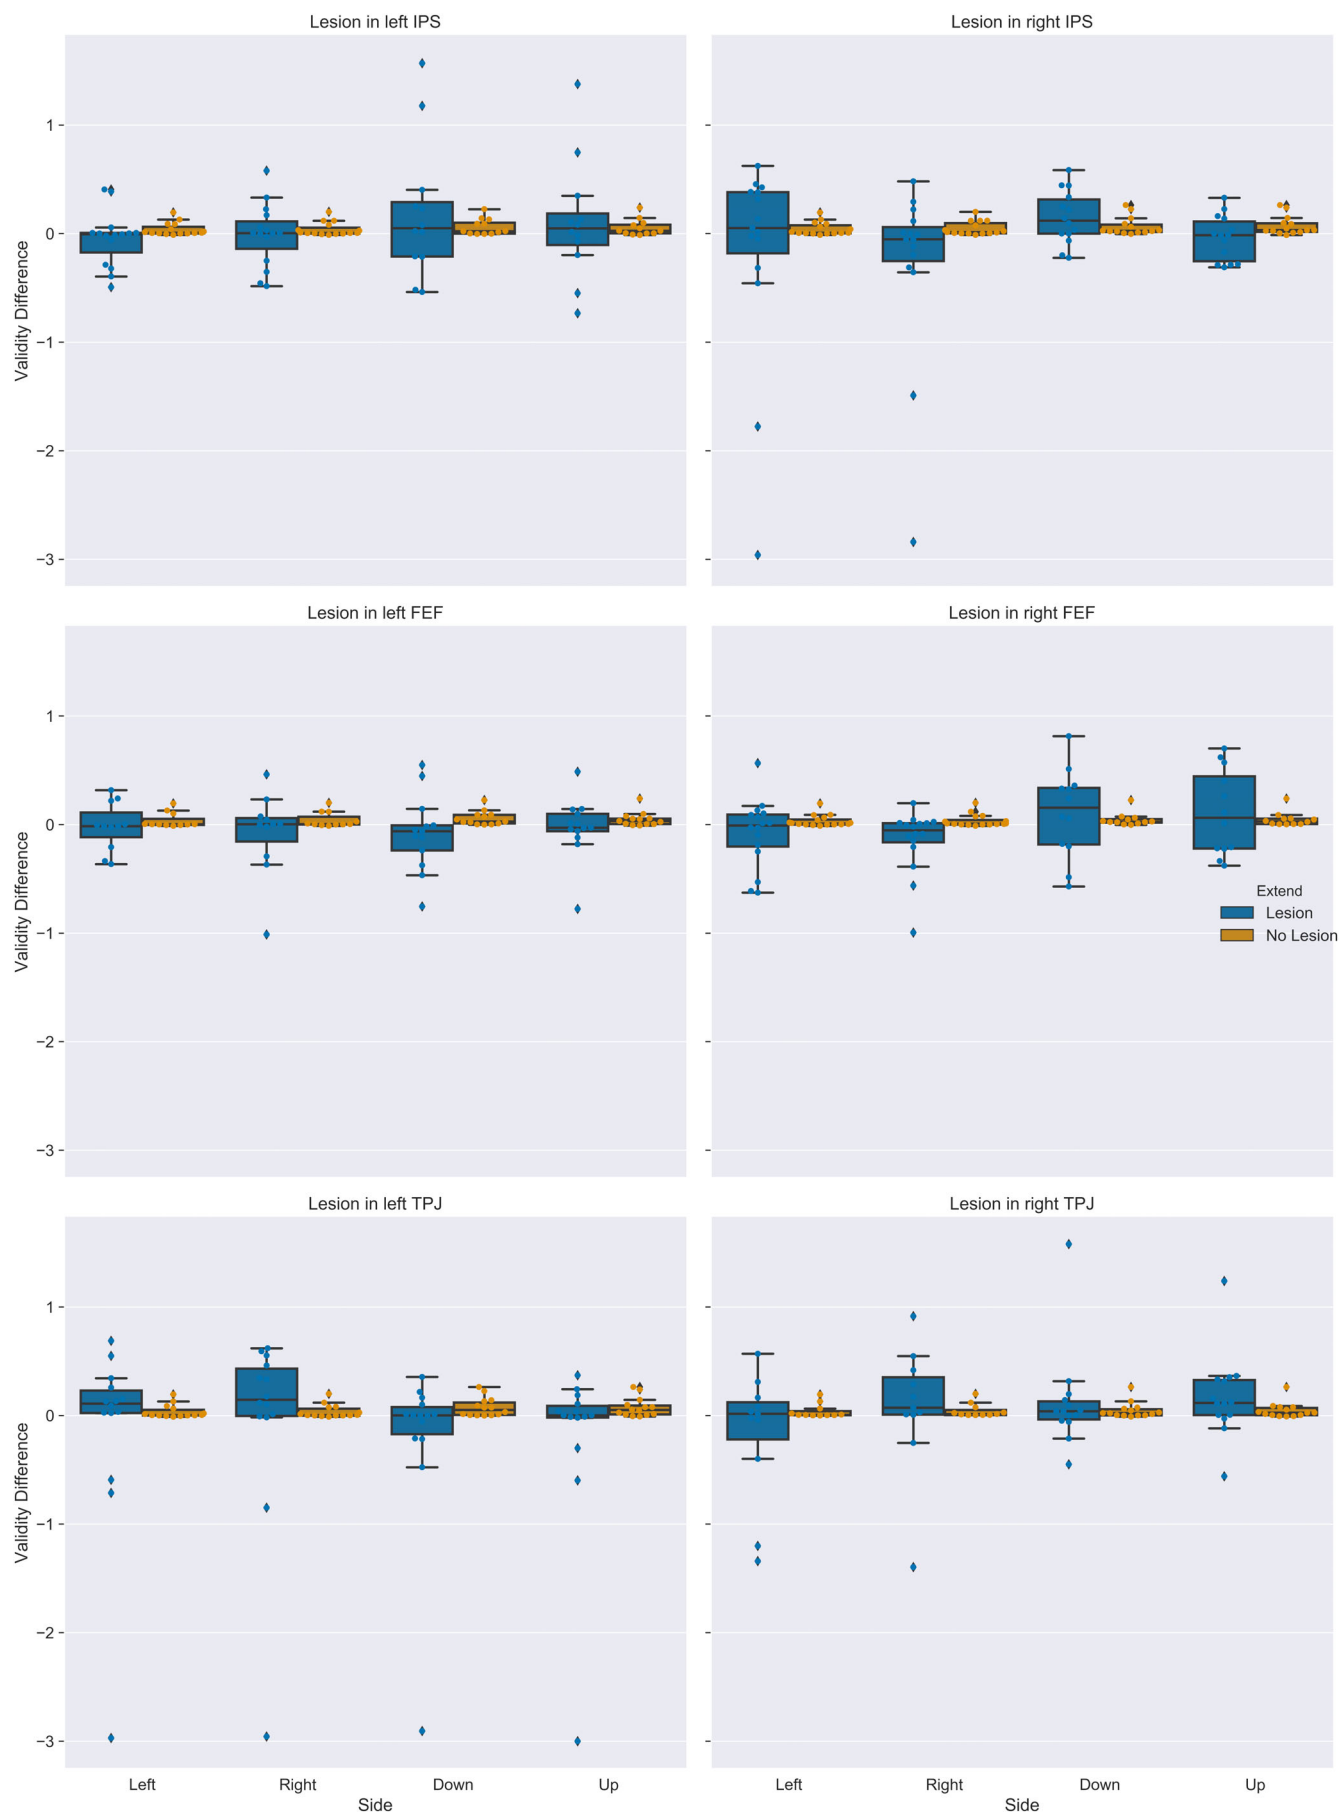 Lesion in left IPS
Lesion in right IPS
Validity Difference
1
0
−1
−2
−3
Lesion in left FEF
Lesion in right FEF
Validity Difference
1
0
−1
−2
−3
Extend
Lesion
No Lesion
Lesion in left TPJ
Lesion in right TPJ
Validity Difference
1
0
−1
−2
−3
Left Right Down Up
Side
Left Right Down Up
Side